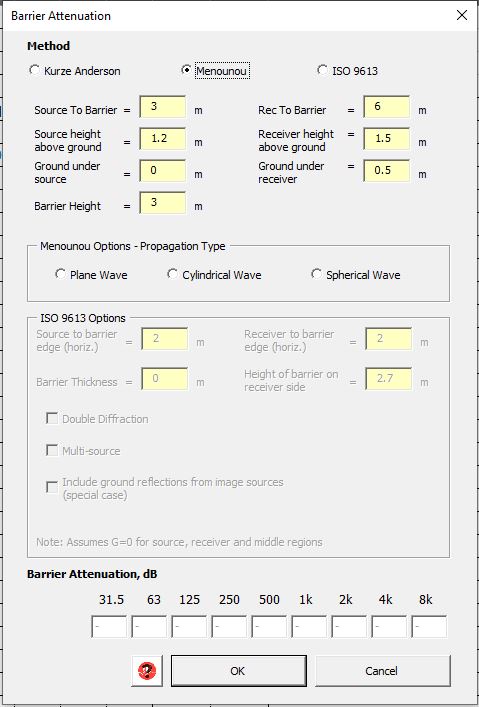 Barrier Attenuation
Method
Kurze Anderson Menounou ISO 9613
Source To Barrier = 3 m Rec To Barrier = 6 m
Source height
above ground = 1.2 m Receiver height
above ground = 1.5 m
Ground under
source = 0 m Ground under
receiver = 0.5 m
Barrier Height = 3 m
Menounou Options - Propagation Type
Plane Wave Cylindrical Wave Spherical Wave
ISO 9613 Options
Source to barrier
edge (horiz.) = 2 m Receiver to barrier
edge (horiz.) = 2 m
Barrier Thickness = 0 m Height of barrier on
receiver side = 2.7 m
Double Diffraction
Multi-source
Include ground reflections from image sources
(special case)
Note: Assumes G=0 for source, receiver and middle regions
Barrier Attenuation, dB
31.5 63 125 250 500 1k 2k 4k 8k
- - - - - - - - -
? OK Cancel